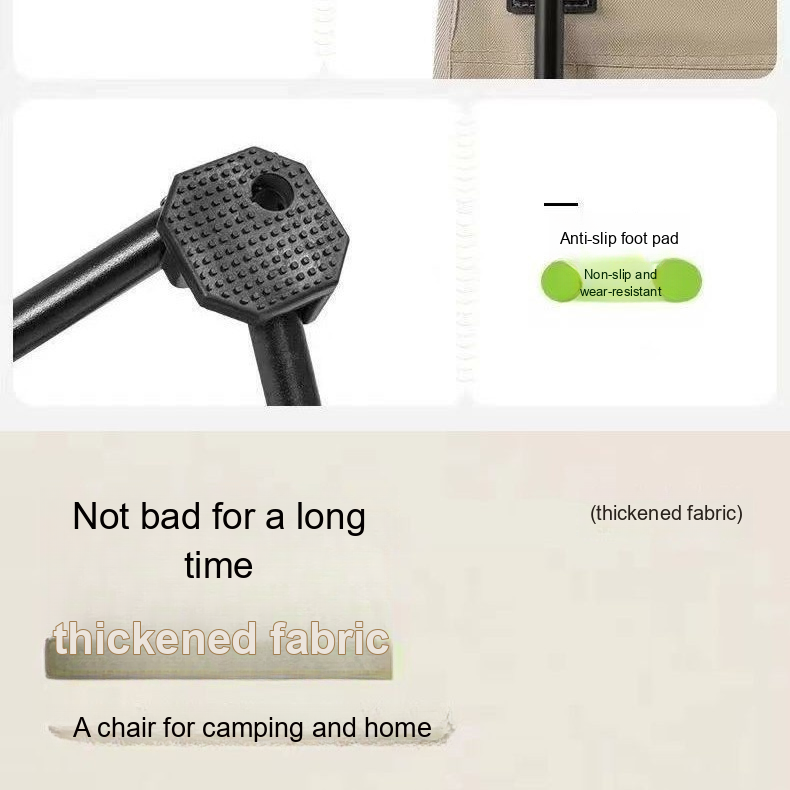 Anti-slip foot pad
Non-slip and
wear-resistant
Not bad for a long
time
(thickened fabric)
thickened fabric
A chair for camping and home